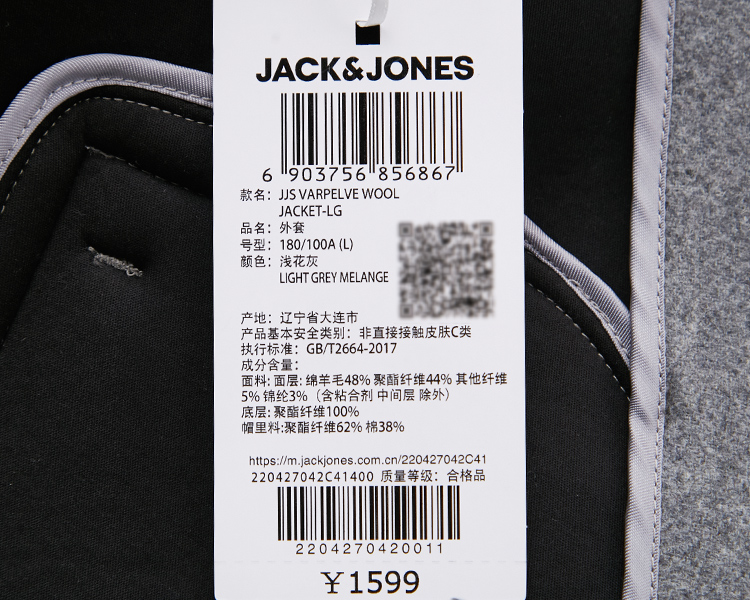 JACK&JONES
6 903756 856867
款名：JJS VARPELVE WOOL
JACKET-LG
品名：外套
号型：180/100A (L)
颜色：浅花灰
LIGHT GREY MELANGE
产地：辽宁省大连市
产品基本安全类别：非直接接触皮肤C类
执行标准：GB/T2664-2017
成分含量：
面料: 面层: 绵羊毛48% 聚酯纤维44% 其他纤维
5% 锦纶3%（含粘合剂 中间层 除外）
底层: 聚酯纤维100%
帽里料:聚酯纤维62% 棉38%
https://m.jackjones.com.cn/220427042C41
220427042C41400 质量等级：合格品
2204270420011
￥1599